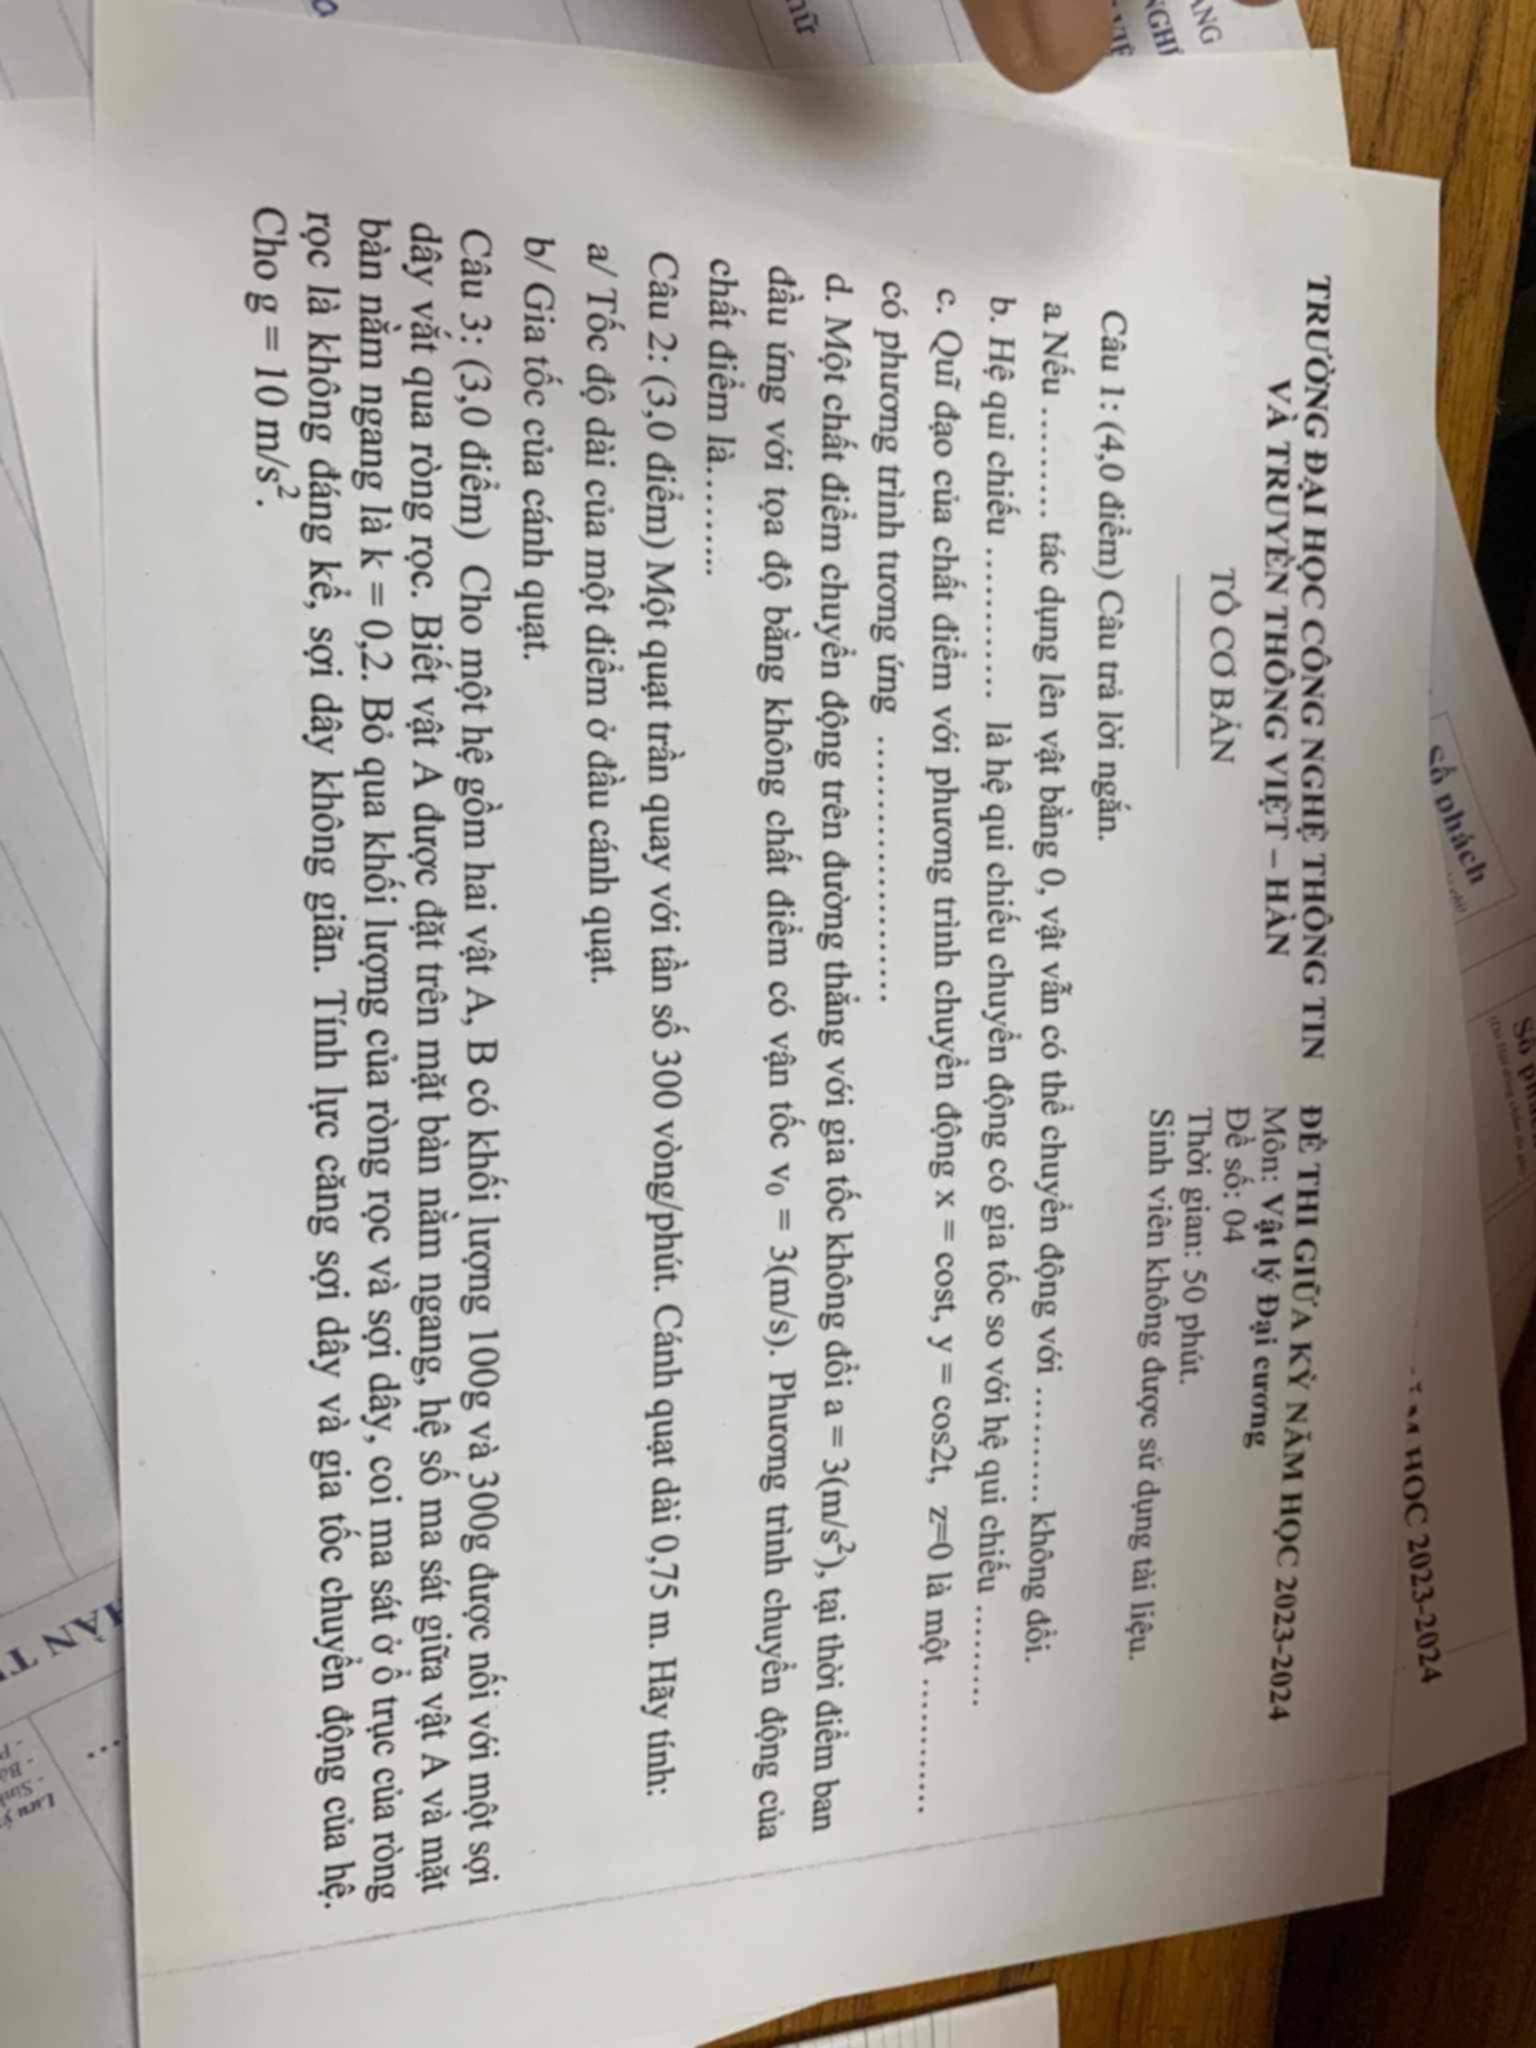 Số phách
HỌC 2023-2024
TRƯỜNG ĐẠI HỌC CÔNG NGHỆ THÔNG TIN
VÀ TRUYỀN THÔNG VIỆT – HÀN
TỔ CƠ BẢN
ĐỀ THI GIỮA KỲ NĂM HỌC 2023-2024
Môn: Vật lý Đại cương
Đề số: 04
Thời gian: 50 phút.
Sinh viên không được sử dụng tài liệu.
Câu 1: (4,0 điểm) Câu trả lời ngắn.
a. Nếu ......... tác dụng lên vật bằng 0, vật vẫn có thể chuyển động với .......... không đổi.
b. Hệ qui chiếu ............ là hệ qui chiếu chuyển động có gia tốc so với hệ qui chiếu .........
c. Quĩ đạo của chất điểm với phương trình chuyển động x = cost, y = cos2t, z=0 là một ............
có phương trình tương ứng .....................
d. Một chất điểm chuyển động trên đường thẳng với gia tốc không đổi a = 3(m/s²), tại thời điểm ban
đầu ứng với tọa độ bằng không chất điểm có vận tốc v₀ = 3(m/s). Phương trình chuyển động của
chất điểm là.........
Câu 2: (3,0 điểm) Một quạt trần quay với tần số 300 vòng/phút. Cánh quạt dài 0,75 m. Hãy tính:
a/ Tốc độ dài của một điểm ở đầu cánh quạt.
b/ Gia tốc của cánh quạt.
Câu 3: (3,0 điểm) Cho một hệ gồm hai vật A, B có khối lượng 100g và 300g được nối với một sợi
dây vắt qua ròng rọc. Biết vật A được đặt trên mặt bàn nằm ngang, hệ số ma sát giữa vật A và mặt
bàn nằm ngang là k = 0,2. Bỏ qua khối lượng của ròng rọc và sợi dây, coi ma sát ở ổ trục của ròng
rọc là không đáng kể, sợi dây không giãn. Tính lực căng sợi dây và gia tốc chuyển động của hệ.
Cho g = 10 m/s².